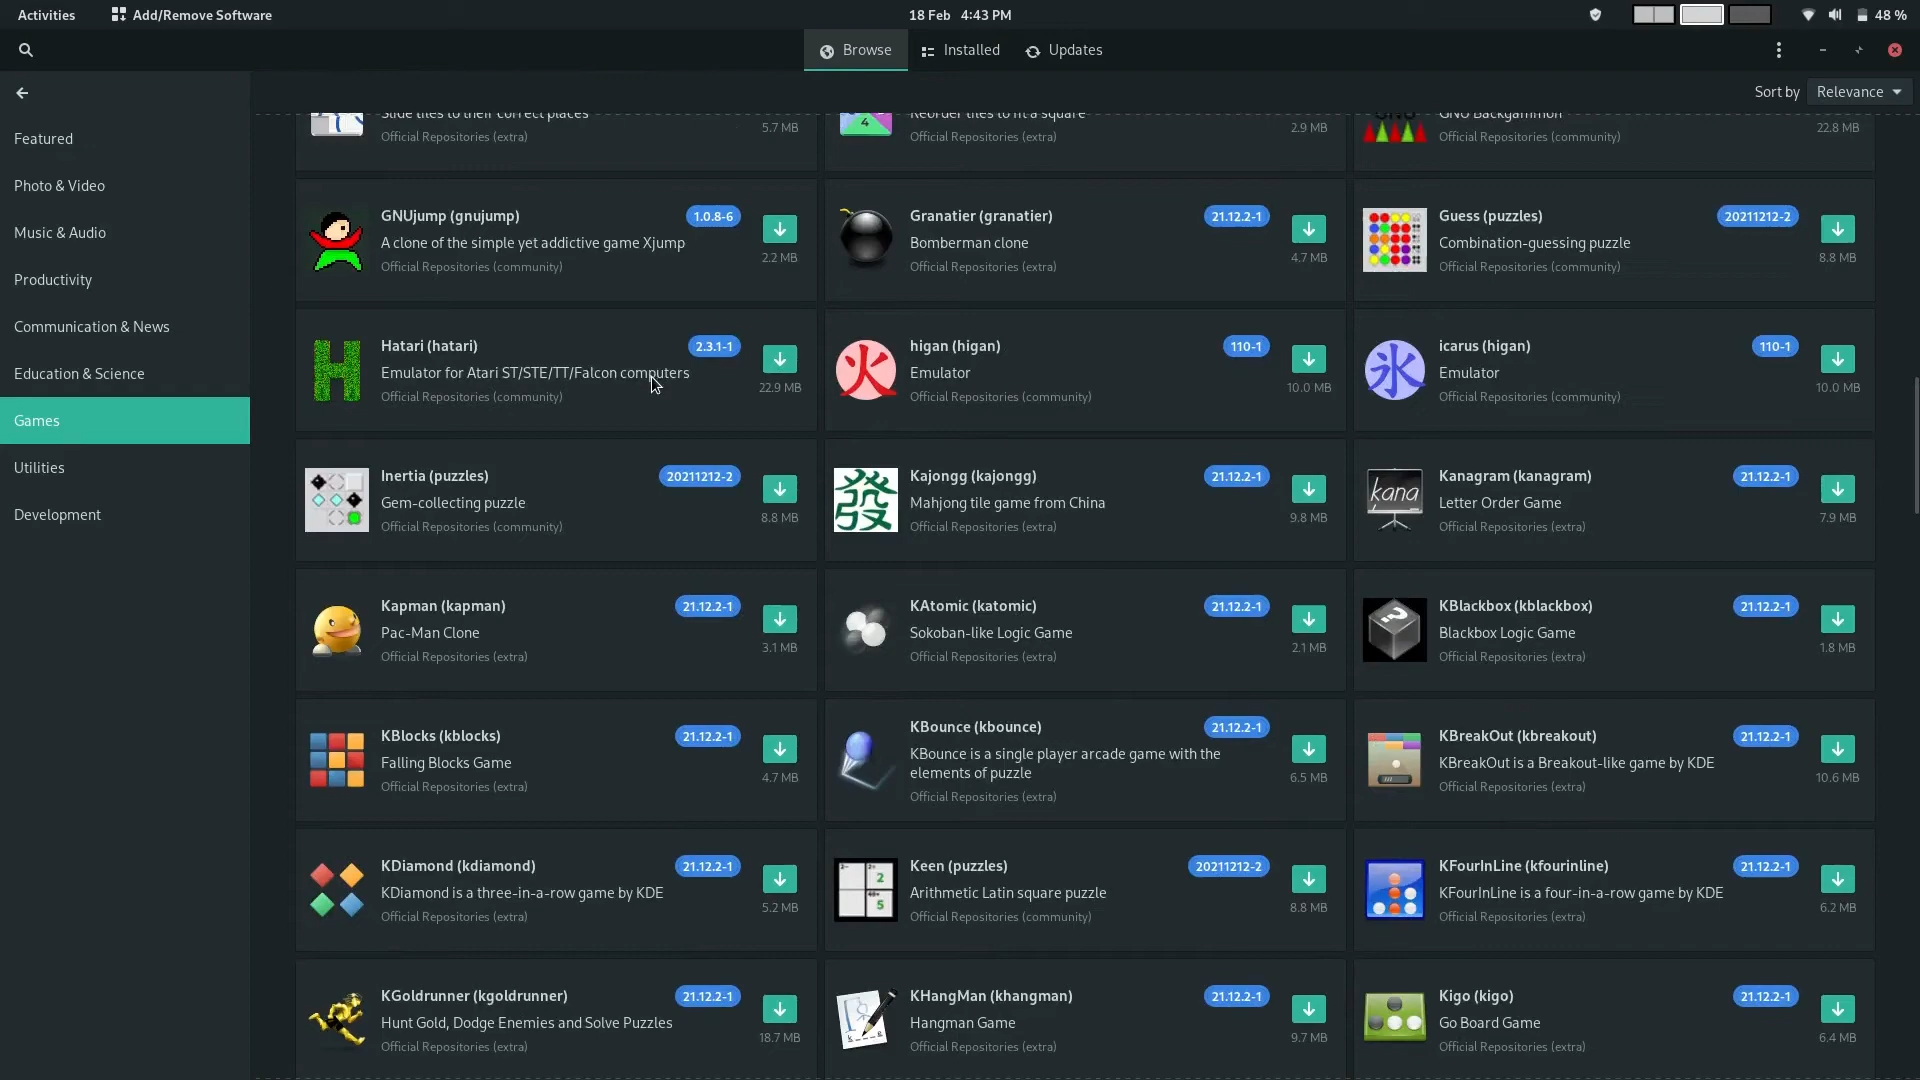 Activities
Add/Remove Software
18 Feb 4:43 PM
48 %
Browse
Installed
Updates
Sort by
Relevance
Featured
Photo & Video
Music & Audio
Productivity
Communication & News
Education & Science
Games
Utilities
Development
Slide tiles to their correct places
5.7 MB
Official Repositories (extra)
4
Reorder tiles to fit a square
2.9 MB
Official Repositories (extra)
GNU Backgammon
22.8 MB
Official Repositories (community)
GNUjump (gnujump)
1.0.8-6
A clone of the simple yet addictive game Xjump
2.2 MB
Official Repositories (community)
Granatier (granatier)
21.12.2-1
Bomberman clone
4.7 MB
Official Repositories (extra)
Guess (puzzles)
20211212-2
Combination-guessing puzzle
8.8 MB
Official Repositories (community)
H
Hatari (hatari)
2.3.1-1
Emulator for Atari ST/STE/TT/Falcon computers
22.9 MB
Official Repositories (community)
火
higan (higan)
110-1
Emulator
10.0 MB
Official Repositories (community)
氷
icarus (higan)
110-1
Emulator
10.0 MB
Official Repositories (community)
Inertia (puzzles)
20211212-2
Gem-collecting puzzle
8.8 MB
Official Repositories (community)
發
Kajongg (kajongg)
21.12.2-1
Mahjong tile game from China
9.8 MB
Official Repositories (extra)
kana
Kanagram (kanagram)
21.12.2-1
Letter Order Game
7.9 MB
Official Repositories (extra)
Kapman (kapman)
21.12.2-1
Pac-Man Clone
3.1 MB
Official Repositories (extra)
KAtomic (katomic)
21.12.2-1
Sokoban-like Logic Game
2.1 MB
Official Repositories (extra)
?
KBlackbox (kblackbox)
21.12.2-1
Blackbox Logic Game
1.8 MB
Official Repositories (extra)
KBlocks (kblocks)
21.12.2-1
Falling Blocks Game
4.7 MB
Official Repositories (extra)
KBounce (kbounce)
21.12.2-1
KBounce is a single player arcade game with the
elements of puzzle
6.5 MB
Official Repositories (extra)
KBreakOut (kbreakout)
21.12.2-1
KBreakOut is a Breakout-like game by KDE
10.6 MB
Official Repositories (extra)
KDiamond (kdiamond)
21.12.2-1
KDiamond is a three-in-a-row game by KDE
5.2 MB
Official Repositories (extra)
2
5
Keen (puzzles)
20211212-2
Arithmetic Latin square puzzle
8.8 MB
Official Repositories (community)
KFourInLine (kfourinline)
21.12.2-1
KFourInLine is a four-in-a-row game by KDE
6.2 MB
Official Repositories (extra)
KGoldrunner (kgoldrunner)
21.12.2-1
Hunt Gold, Dodge Enemies and Solve Puzzles
18.7 MB
Official Repositories (extra)
KHangMan (khangman)
21.12.2-1
Hangman Game
9.7 MB
Official Repositories (extra)
Kigo (kigo)
21.12.2-1
Go Board Game
6.4 MB
Official Repositories (extra)